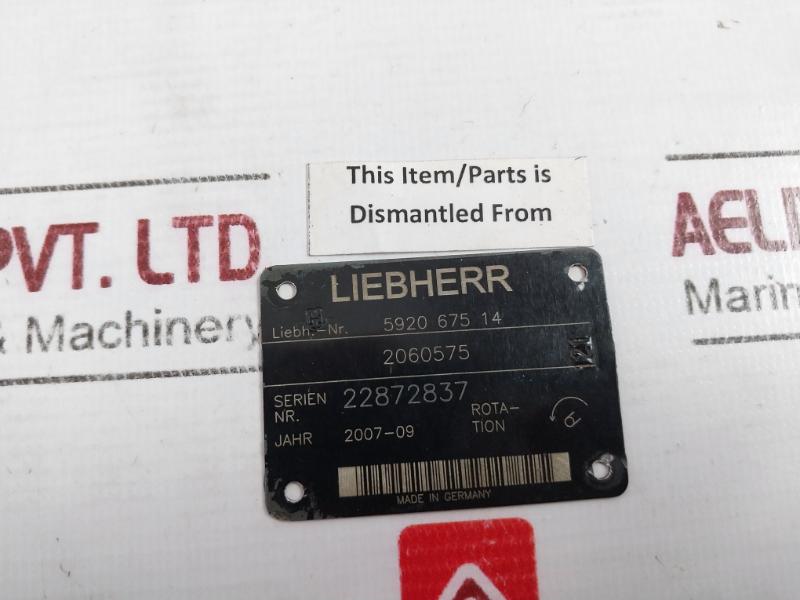 This Item/Parts is
Dismantled From
PVT. LTD
& Machinery
AELI
Marin
LIEBHERR
Liebh.-Nr. 5920 675 14
2060575
121
SERIEN NR. 22872837
JAHR 2007-09
ROTA-
TION
MADE IN GERMANY